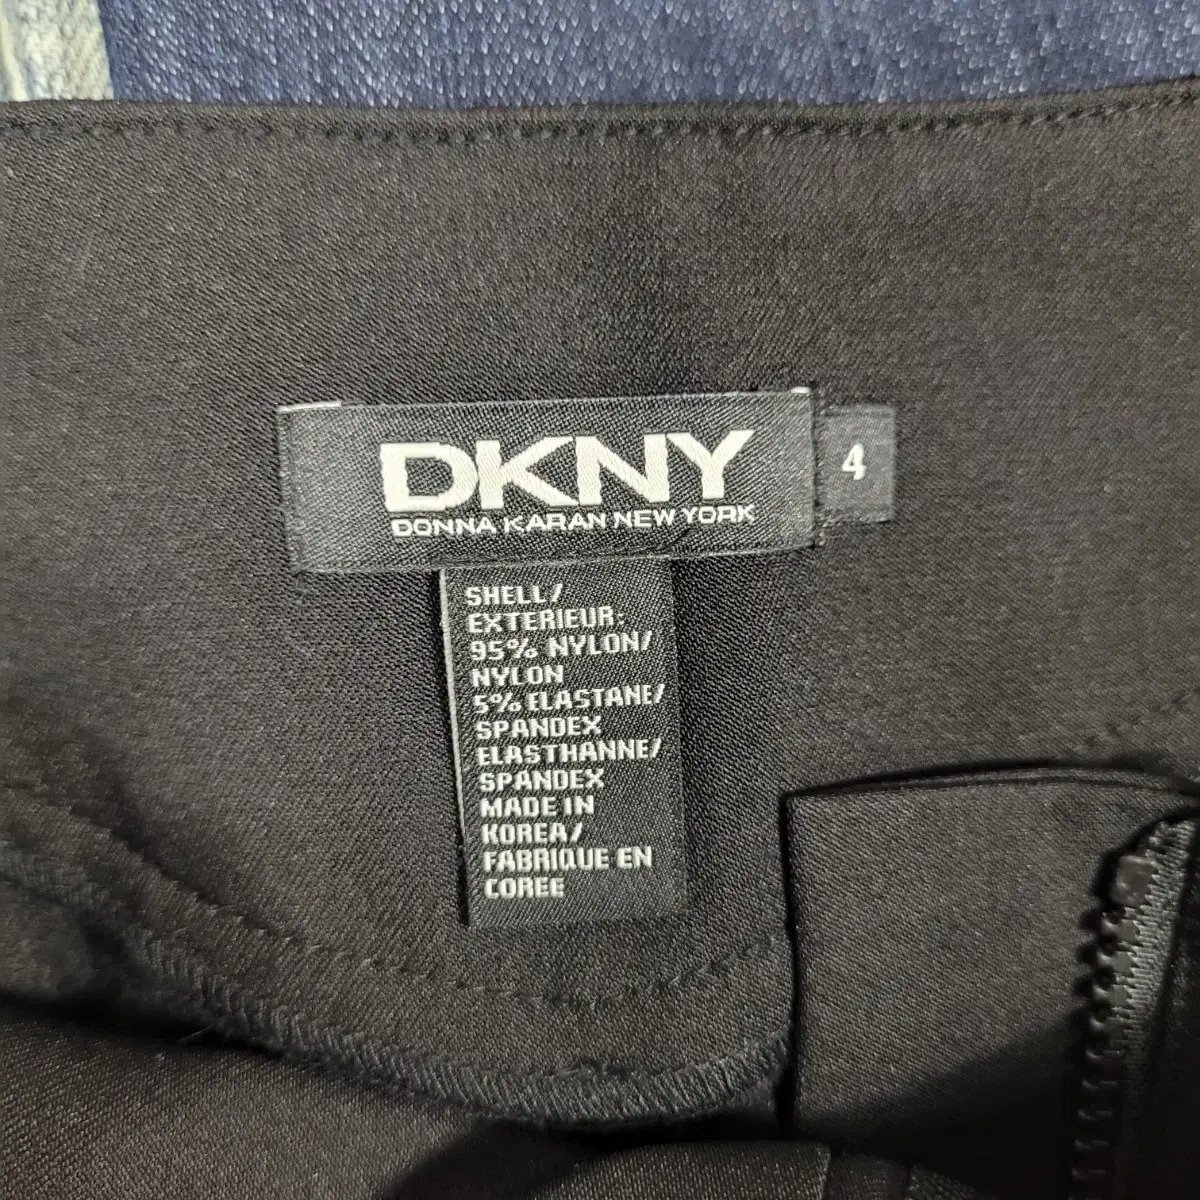 DKNY
DONNA KARAN NEW YORK
4
SHELL/
EXTERIEUR:
95% NYLON/
NYLON
5% ELASTANE/
SPANDEX
ELASTHANNE/
SPANDEX
MADE IN
KOREA/
FABRIQUE EN
COREE